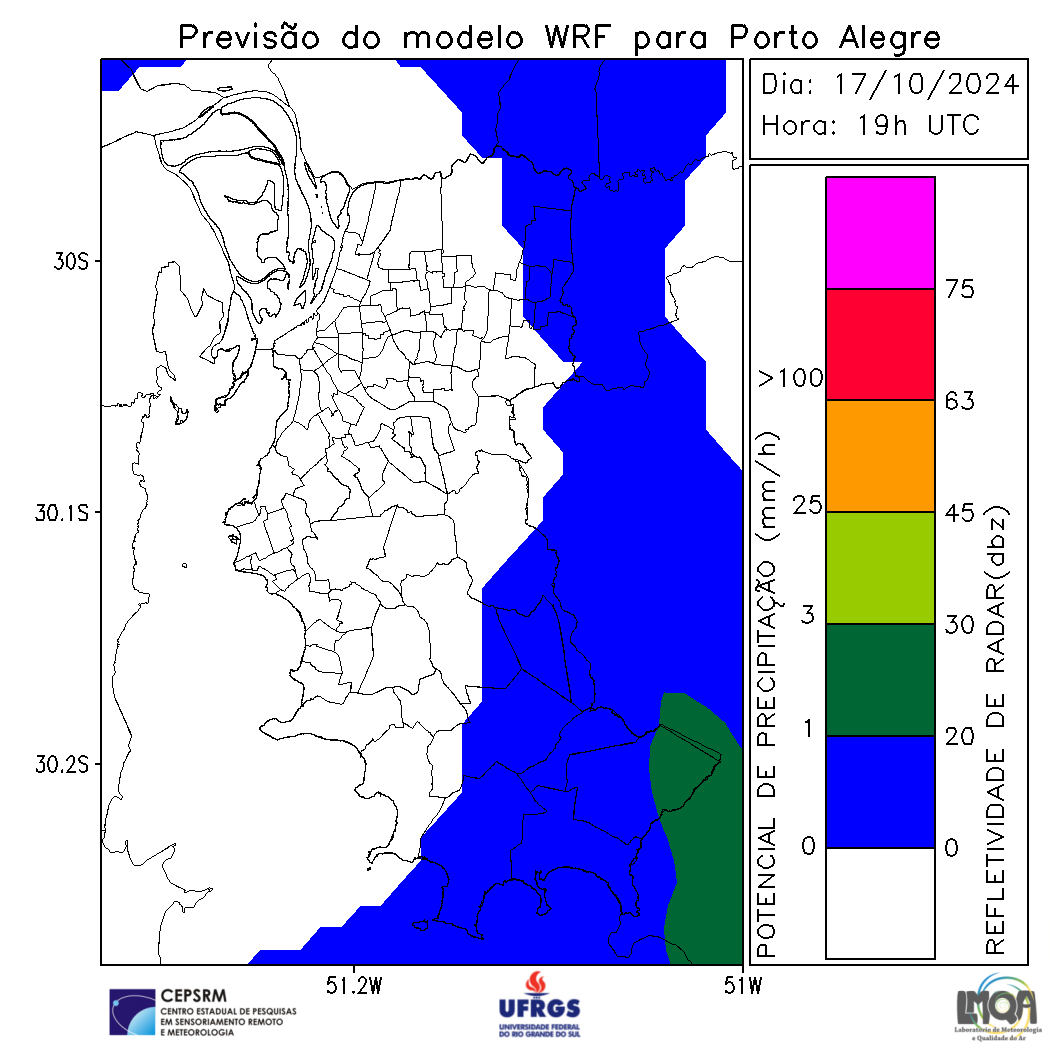 Previsão do modelo WRF para Porto Alegre
Dia: 17/10/2024
Hora: 19h UTC
30S
30.1S
30.2S
51.2W
51W
POTENCIAL DE PRECIPITAÇÃO (mm/h)
>100
25
3
1
0
75
63
45
30
20
0
REFLETIVIDADE DE RADAR(dbz)
CEPSRM
CENTRO ESTADUAL DE PESQUISAS
EM SENSORIAMENTO REMOTO
E METEOROLOGIA
UFRGS
UNIVERSIDADE FEDERAL
DO RIO GRANDE DO SUL
LMQA
Laboratório de Meteorologia
e Qualidade do Ar